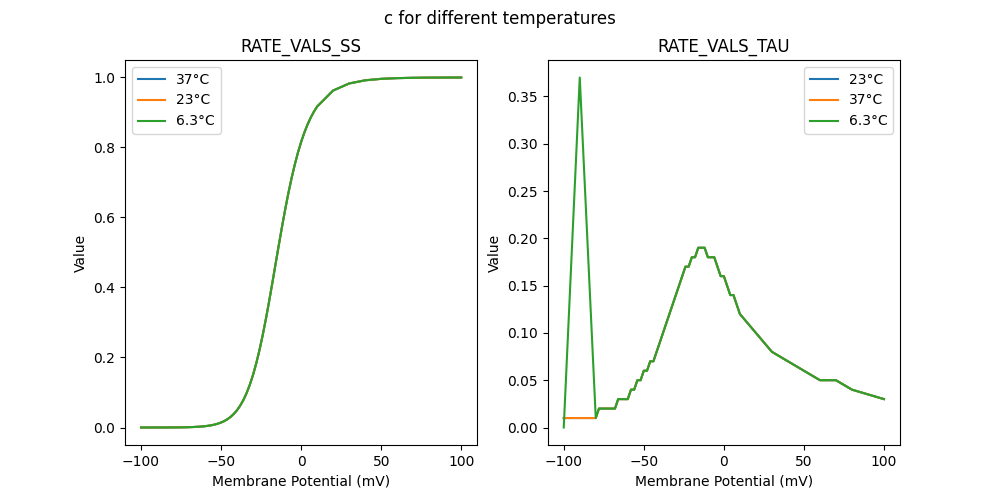 c for different temperatures
RATE_VALS_SS
37°C
23°C
6.3°C
1.0
0.8
0.6
0.4
0.2
0.0
Value
−100
−50
0
50
100
Membrane Potential (mV)
RATE_VALS_TAU
23°C
37°C
6.3°C
0.35
0.30
0.25
0.20
0.15
0.10
0.05
0.00
Value
−100
−50
0
50
100
Membrane Potential (mV)